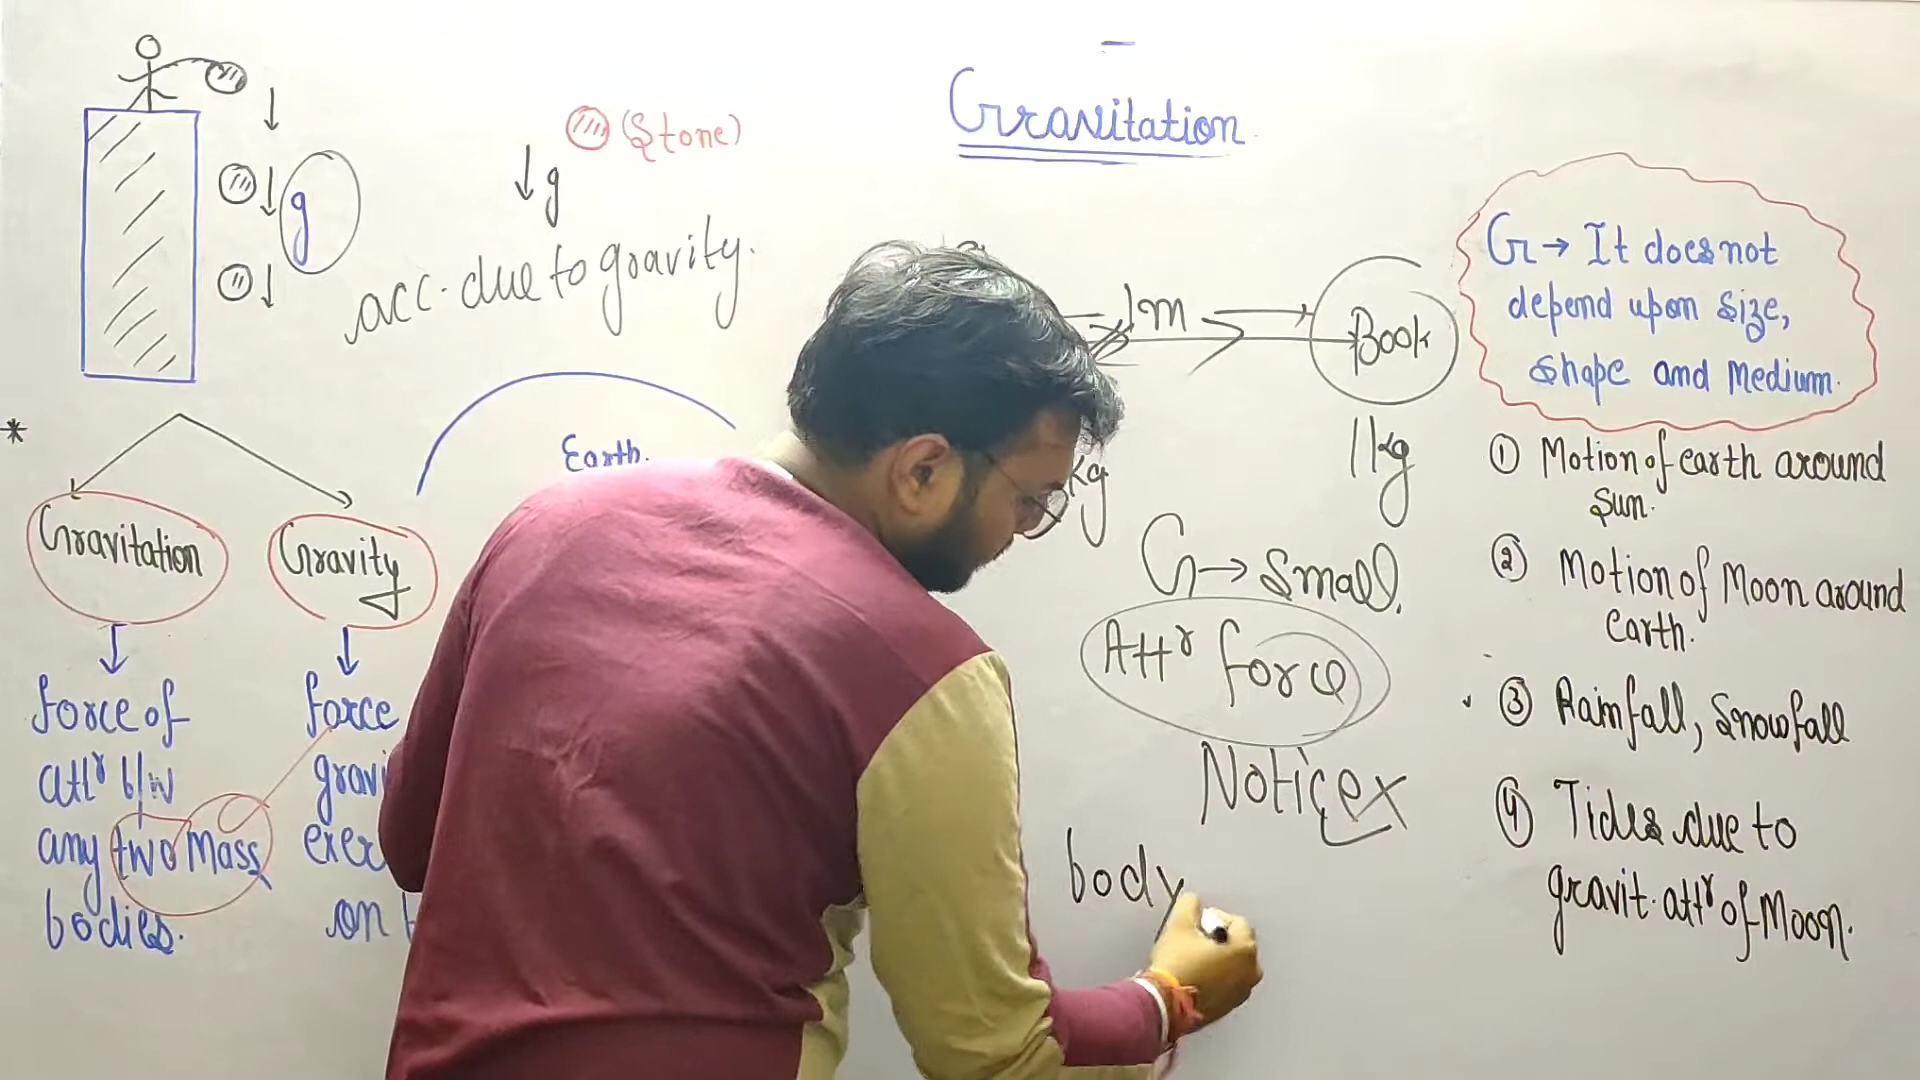 Gravitation
(Stone)
g
g
acc. due to gravity.
Earth.
*
Gravitation
Gravity
force of
attr b/w
any two Mass
bodies.
force
on
1m
Book
kg
1kg
G → Small.
Attr force
Notice x
body
G → It does not
depend upon size,
shape and Medium.
① Motion of earth around
Sun.
② Motion of Moon around
earth.
③ Rainfall, Snowfall
④ Tides due to
gravit. attr of Moon.